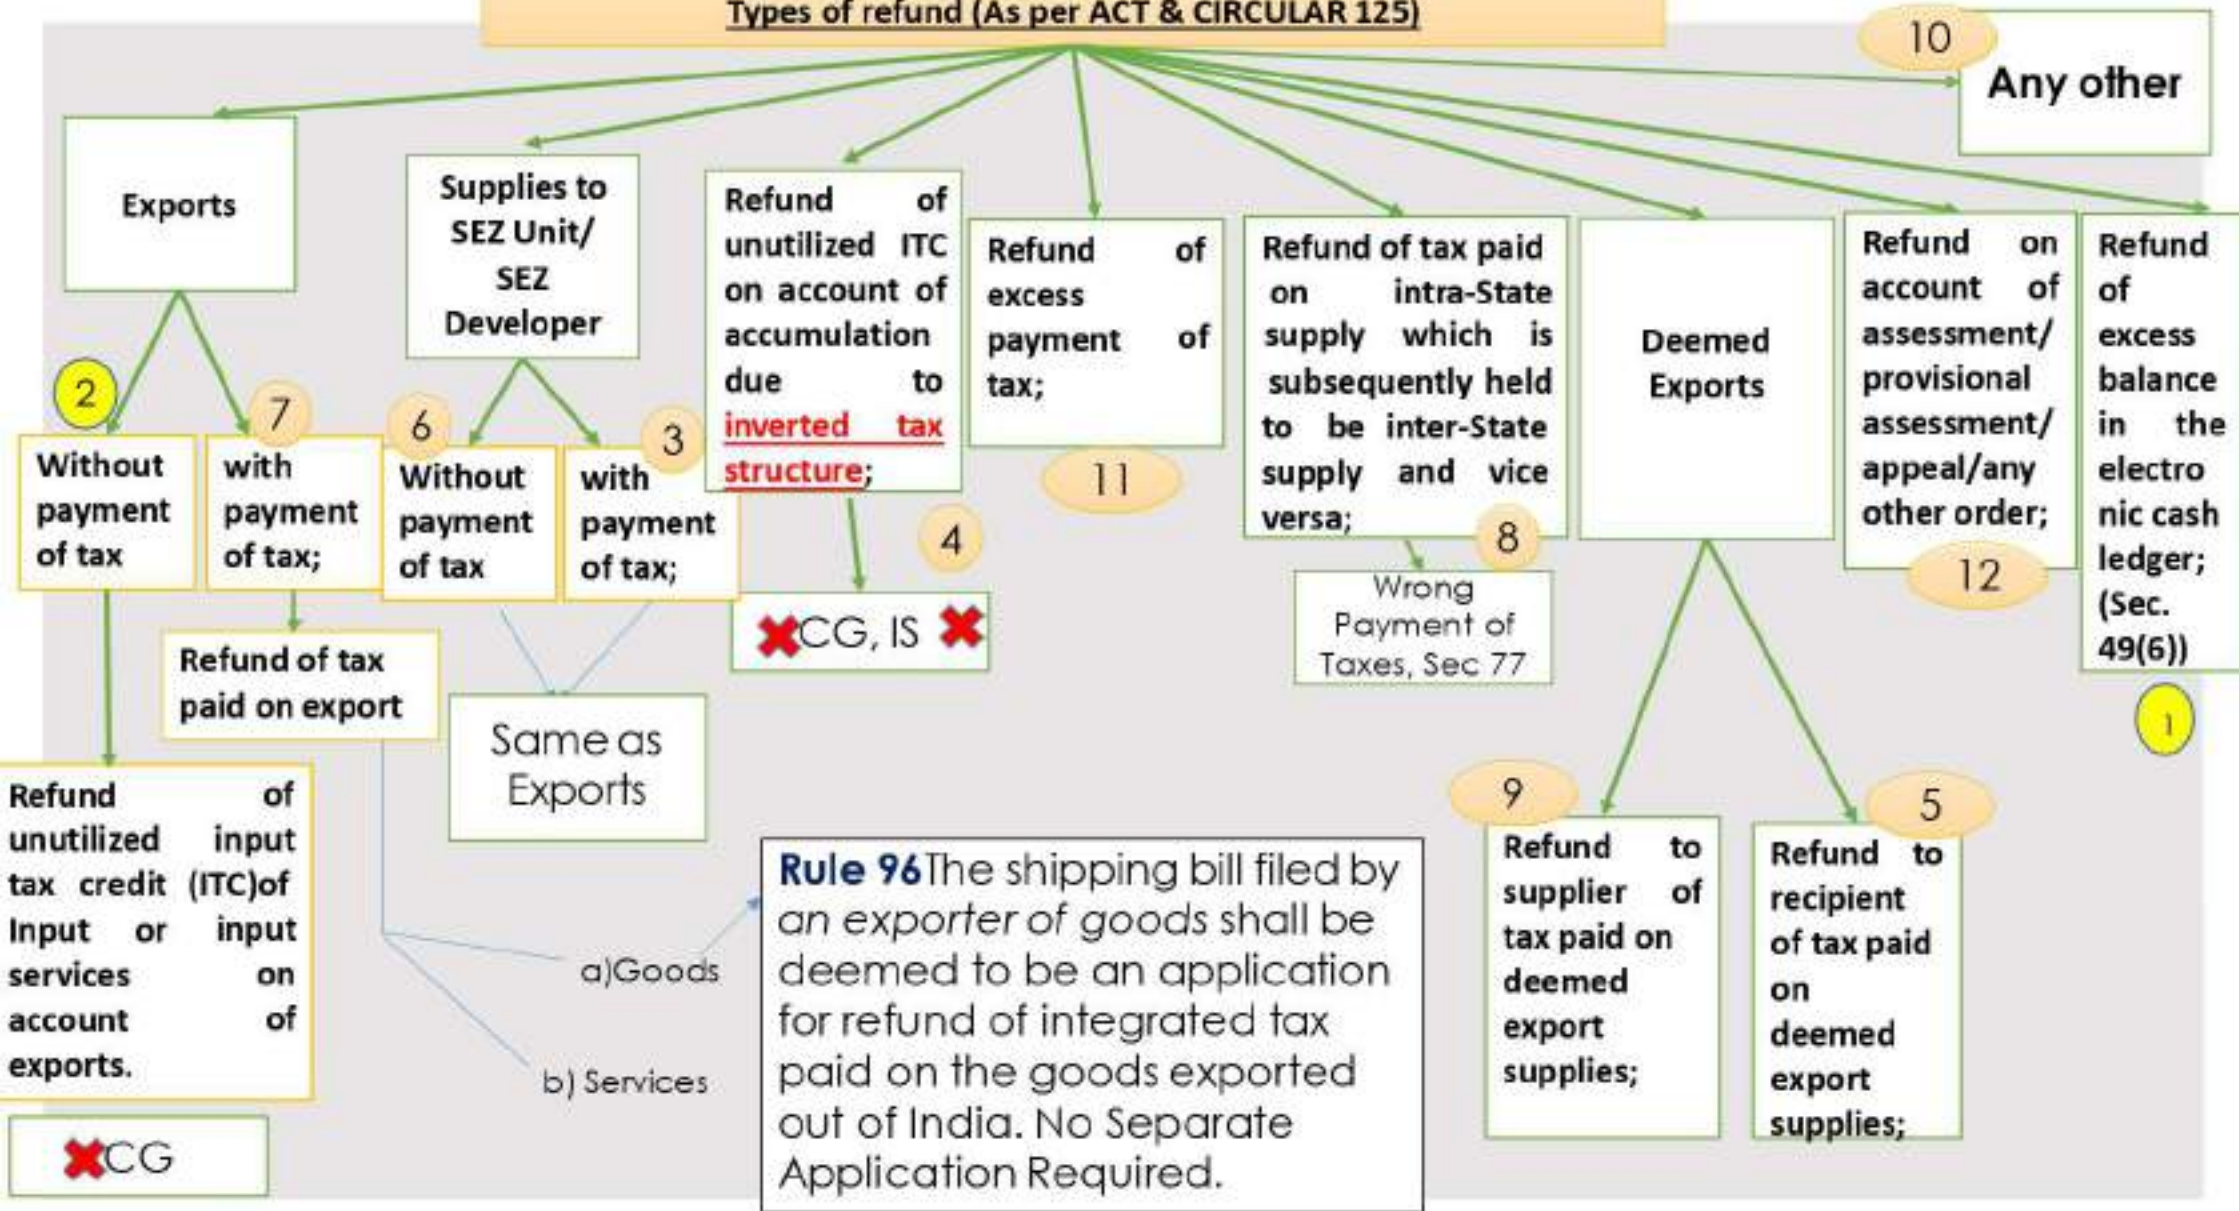 Types of refund (As per ACT & CIRCULAR 125)
10
Any other
Exports
Supplies to
SEZ Unit/
SEZ
Developer
Refund of
unutilized ITC
on account of
accumulation
due to
inverted tax
structure;
Refund of
excess
payment of
tax;
11
Refund of tax paid
on intra-State
supply which is
subsequently held
to be inter-State
supply and vice
versa;
8
Deemed
Exports
Refund on
account of
assessment/
provisional
assessment/
appeal/any
other order;
12
Refund
of
excess
balance
in the
electro
nic cash
ledger;
(Sec.
49(6))
1
2
Without
payment
of tax
7
with
payment
of tax;
6
Without
payment
of tax
3
with
payment
of tax;
4
CG, IS
Wrong
Payment of
Taxes, Sec 77
Refund of tax
paid on export
Same as
Exports
Refund of
unutilized input
tax credit (ITC)of
Input or input
services on
account of
exports.
CG
a)Goods
b) Services
Rule 96 The shipping bill filed by
an exporter of goods shall be
deemed to be an application
for refund of integrated tax
paid on the goods exported
out of India. No Separate
Application Required.
9
Refund to
supplier of
tax paid on
deemed
export
supplies;
5
Refund to
recipient
of tax paid
on
deemed
export
supplies;